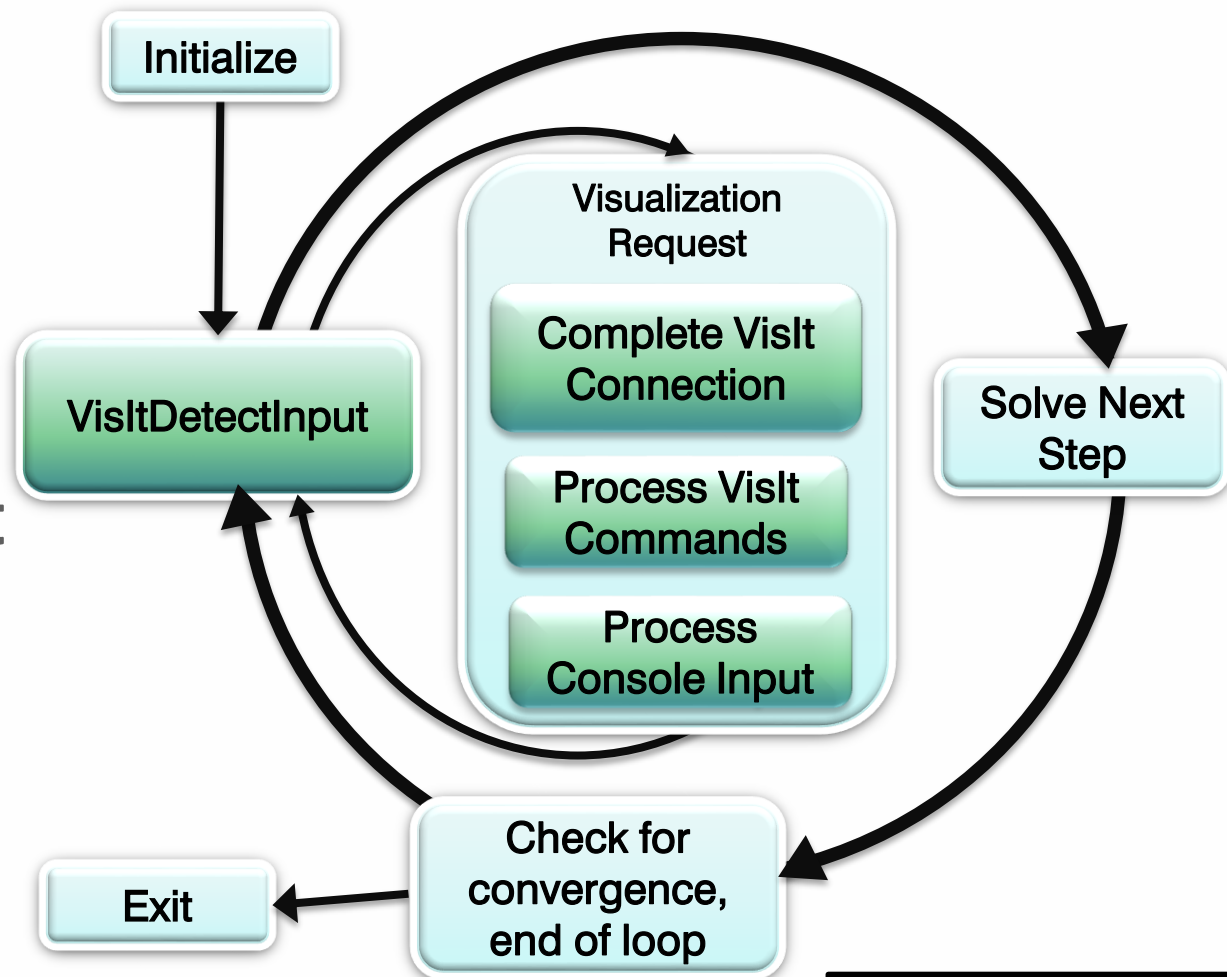 Initialize
Visualization
Request
Complete VisIt
Connection
VisItDetectInput
Solve Next
Step
Process VisIt
Commands
Process
Console Input
Check for
convergence,
end of loop
Exit